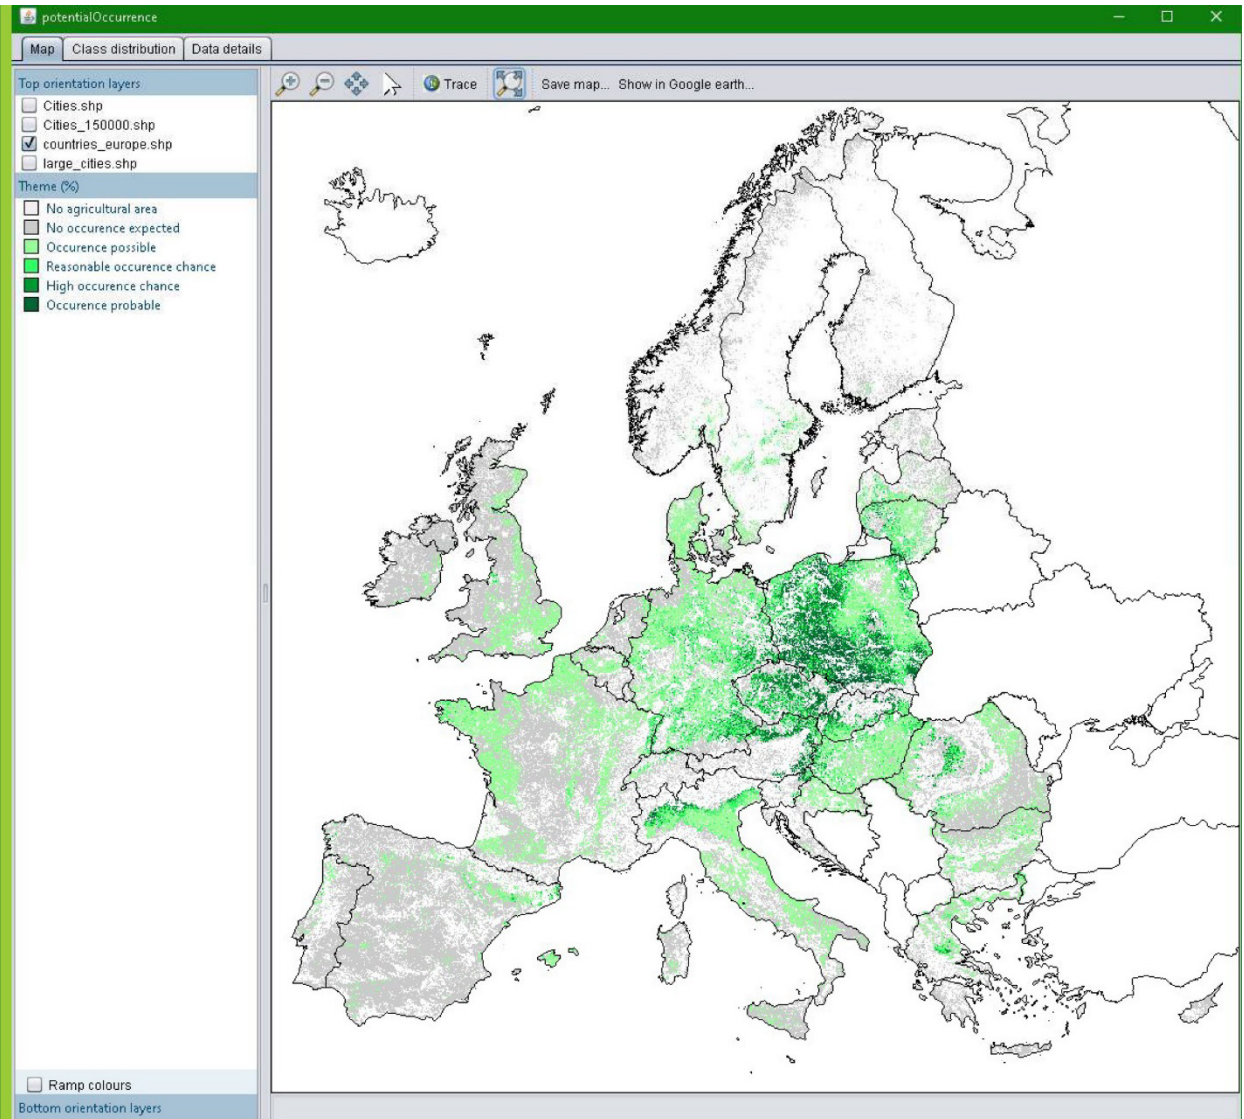 potentialOccurrence
Map Class distribution Data details
Top orientation layers
Cities.shp
Cities_150000.shp
countries_europe.shp
large_cities.shp
Theme (%)
No agricultural area
No occurence expected
Occurence possible
Reasonable occurence chance
High occurence chance
Occurence probable
Trace Save map... Show in Google earth...
Ramp colours
Bottom orientation layers